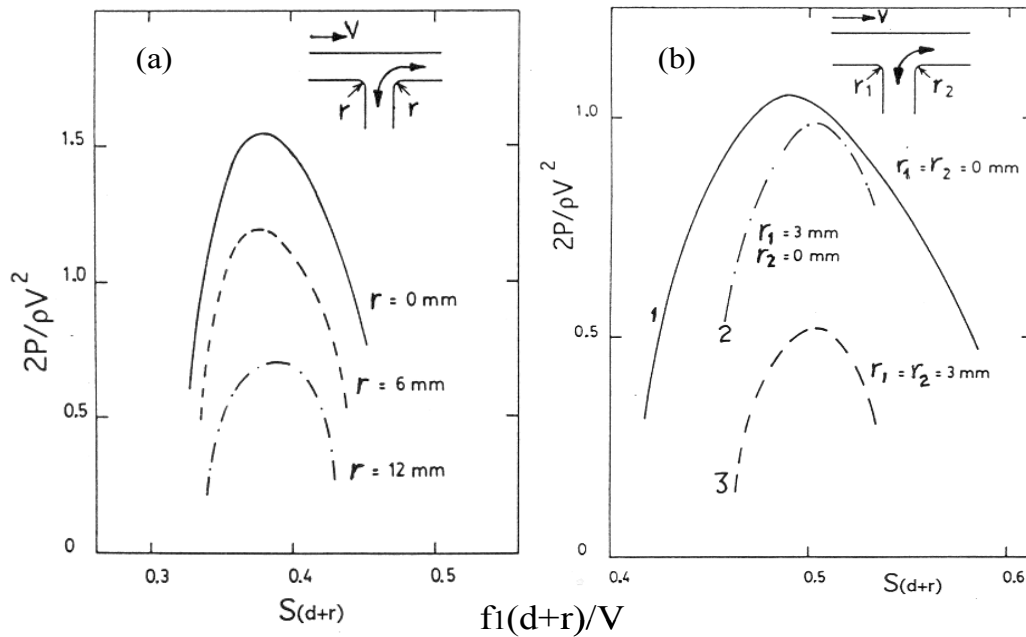 (a)
V
r
r
2P/ρV²
1.5
1.0
0.5
0
r = 0 mm
r = 6 mm
r = 12 mm
0.3
0.4
0.5
S(d+r)
(b)
V
r₁
r₂
2P/ρV²
1.0
0.5
0
r₁ = r₂ = 0 mm
r₁ = 3 mm
r₂ = 0 mm
r₁ = r₂ = 3 mm
1
2
3
0.4
0.5
0.6
S(d+r)
f1(d+r)/V